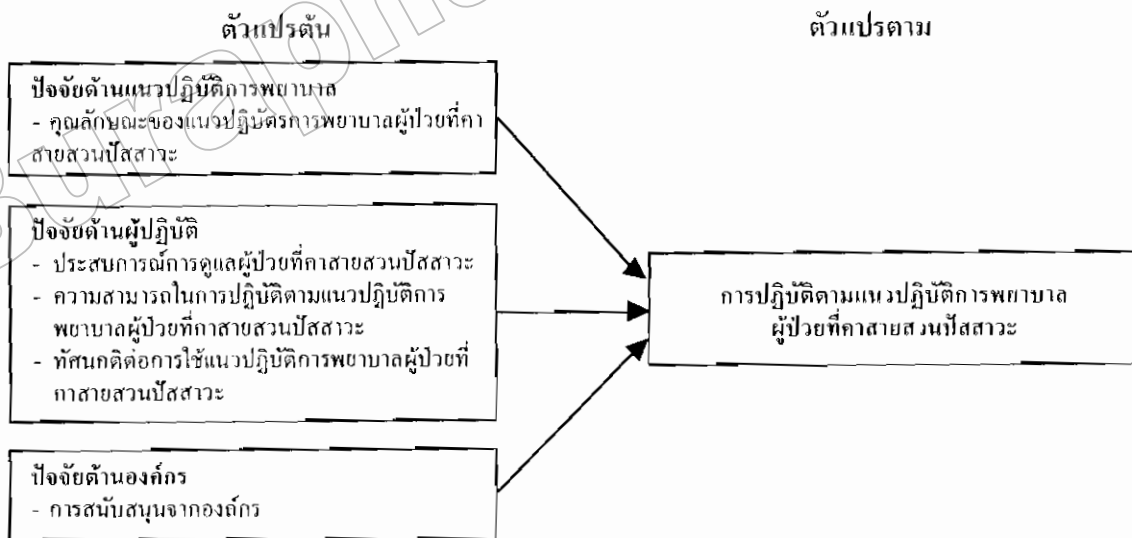 ตัวแปรต้น
ตัวแปรตาม
ปัจจัยด้านแนวปฏิบัติการพยาบาล
- คุณลักษณะของแนวปฏิบัตรการพยาบาลผู้ป่วยที่คา
สายสวนปัสสาวะ
ปัจจัยด้านผู้ปฏิบัติ
- ประสบการณ์การดูแลผู้ป่วยที่คาสายสวนปัสสาวะ
- ความสามารถในการปฏิบัติตามแนวปฏิบัติการ
พยาบาลผู้ป่วยที่คาสายสวนปัสสาวะ
- ทัศนคติต่อการใช้แนวปฏิบัติการพยาบาลผู้ป่วยที่
คาสายสวนปัสสาวะ
ปัจจัยด้านองค์กร
- การสนับสนุนจากองค์กร
การปฏิบัติตามแนวปฏิบัติการพยาบาล
ผู้ป่วยที่คาสายสวนปัสสาวะ